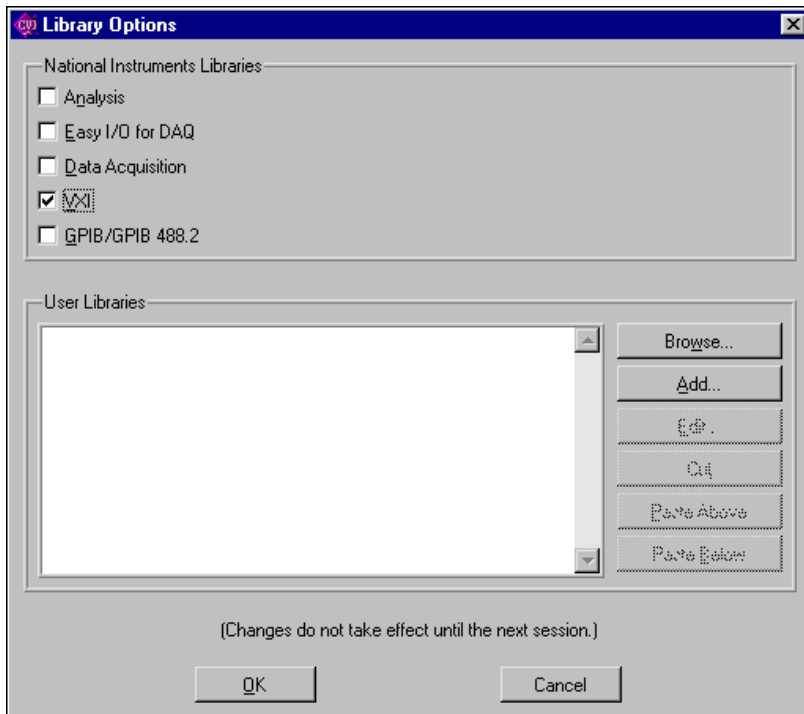 CVI Library Options
National Instruments Libraries
Analysis
Easy I/O for DAQ
Data Acquisition
VXI
GPIB/GPIB 488.2
User Libraries
Browse...
Add...
Edit...
Cut
Paste Above
Paste Below
(Changes do not take effect until the next session.)
OK
Cancel